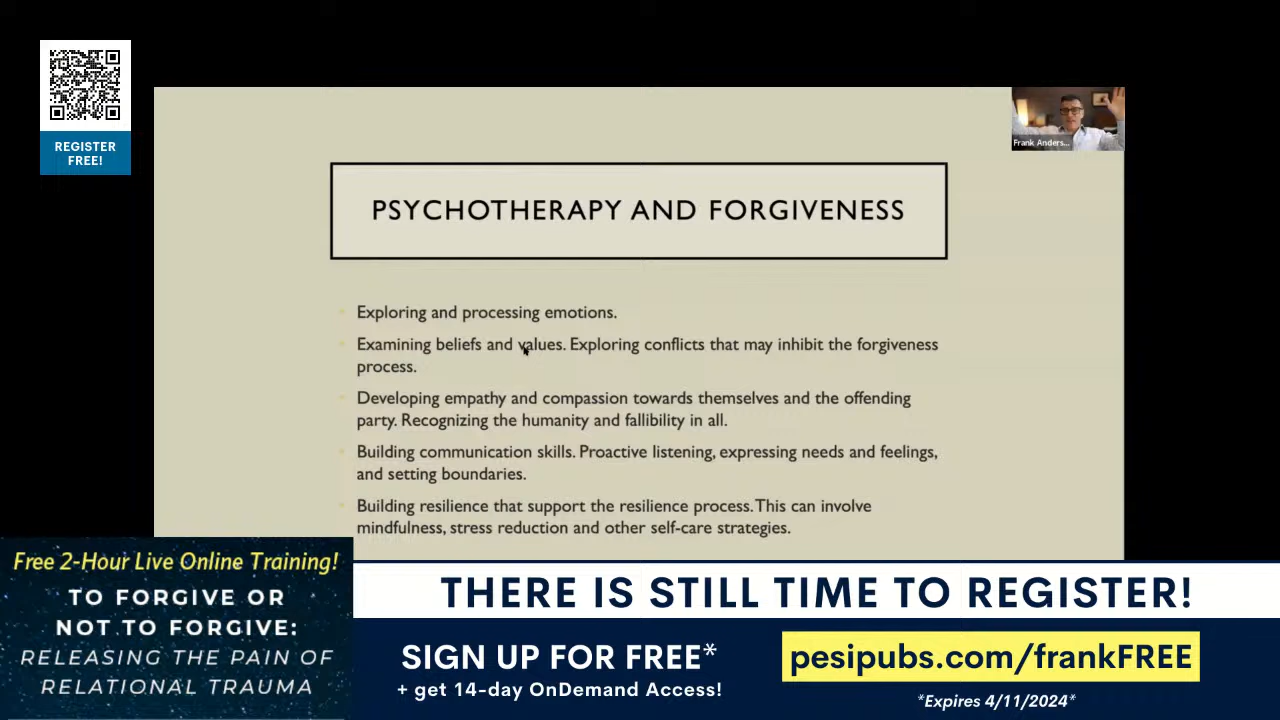 REGISTER
FREE!
Frank Anders...
PSYCHOTHERAPY AND FORGIVENESS
Exploring and processing emotions.
Examining beliefs and values. Exploring conflicts that may inhibit the forgiveness
process.
Developing empathy and compassion towards themselves and the offending
party. Recognizing the humanity and fallibility in all.
Building communication skills. Proactive listening, expressing needs and feelings,
and setting boundaries.
Building resilience that support the resilience process. This can involve
mindfulness, stress reduction and other self-care strategies.
Free 2-Hour Live Online Training!
TO FORGIVE OR
NOT TO FORGIVE:
RELEASING THE PAIN OF
RELATIONAL TRAUMA
THERE IS STILL TIME TO REGISTER!
SIGN UP FOR FREE*
+ get 14-day OnDemand Access!
pesipubs.com/frankFREE
*Expires 4/11/2024*